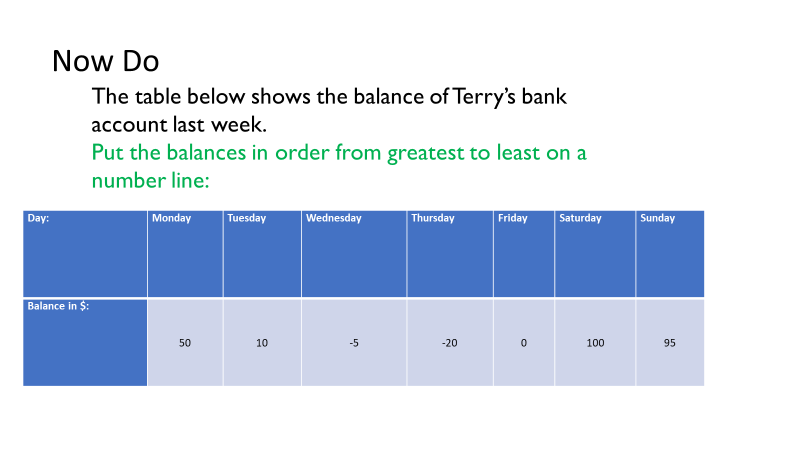 Now Do
The table below shows the balance of Terry's bank
account last week.
Put the balances in order from greatest to least on a
number line:
Day: Monday Tuesday Wednesday Thursday Friday Saturday Sunday
Balance in $: 50 10 -5 -20 0 100 95